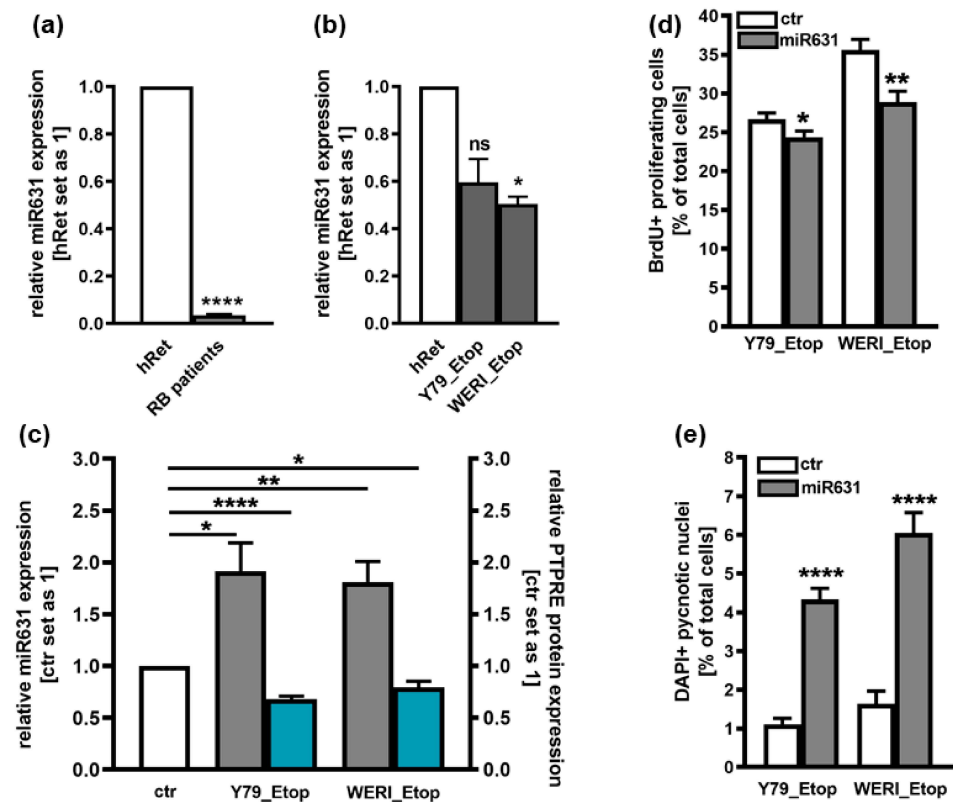 (a)
relative miR631 expression
[hRet set as 1]
1.0
0.8
0.6
0.4
0.2
0.0
****
hRet
RB patients
(b)
relative miR631 expression
[hRet set as 1]
1.0
0.8
0.6
0.4
0.2
0.0
ns
*
hRet
Y79_Etop
WERI_Etop
(c)
relative miR631 expression
[ctr set as 1]
3.0
2.5
2.0
1.5
1.0
0.5
0.0
*
**
****
*
3.0
2.5
2.0
1.5
1.0
0.5
0.0
relative PTPRE protein expression
[ctr set as 1]
ctr
Y79_Etop
WERI_Etop
(d)
BrdU+ proliferating cells
[% of total cells]
40
35
30
25
20
15
10
5
0
ctr
miR631
*
**
Y79_Etop
WERI_Etop
(e)
DAPI+ pycnotic nuclei
[% of total cells]
8
7
6
5
4
3
2
1
0
ctr
miR631
****
****
Y79_Etop
WERI_Etop